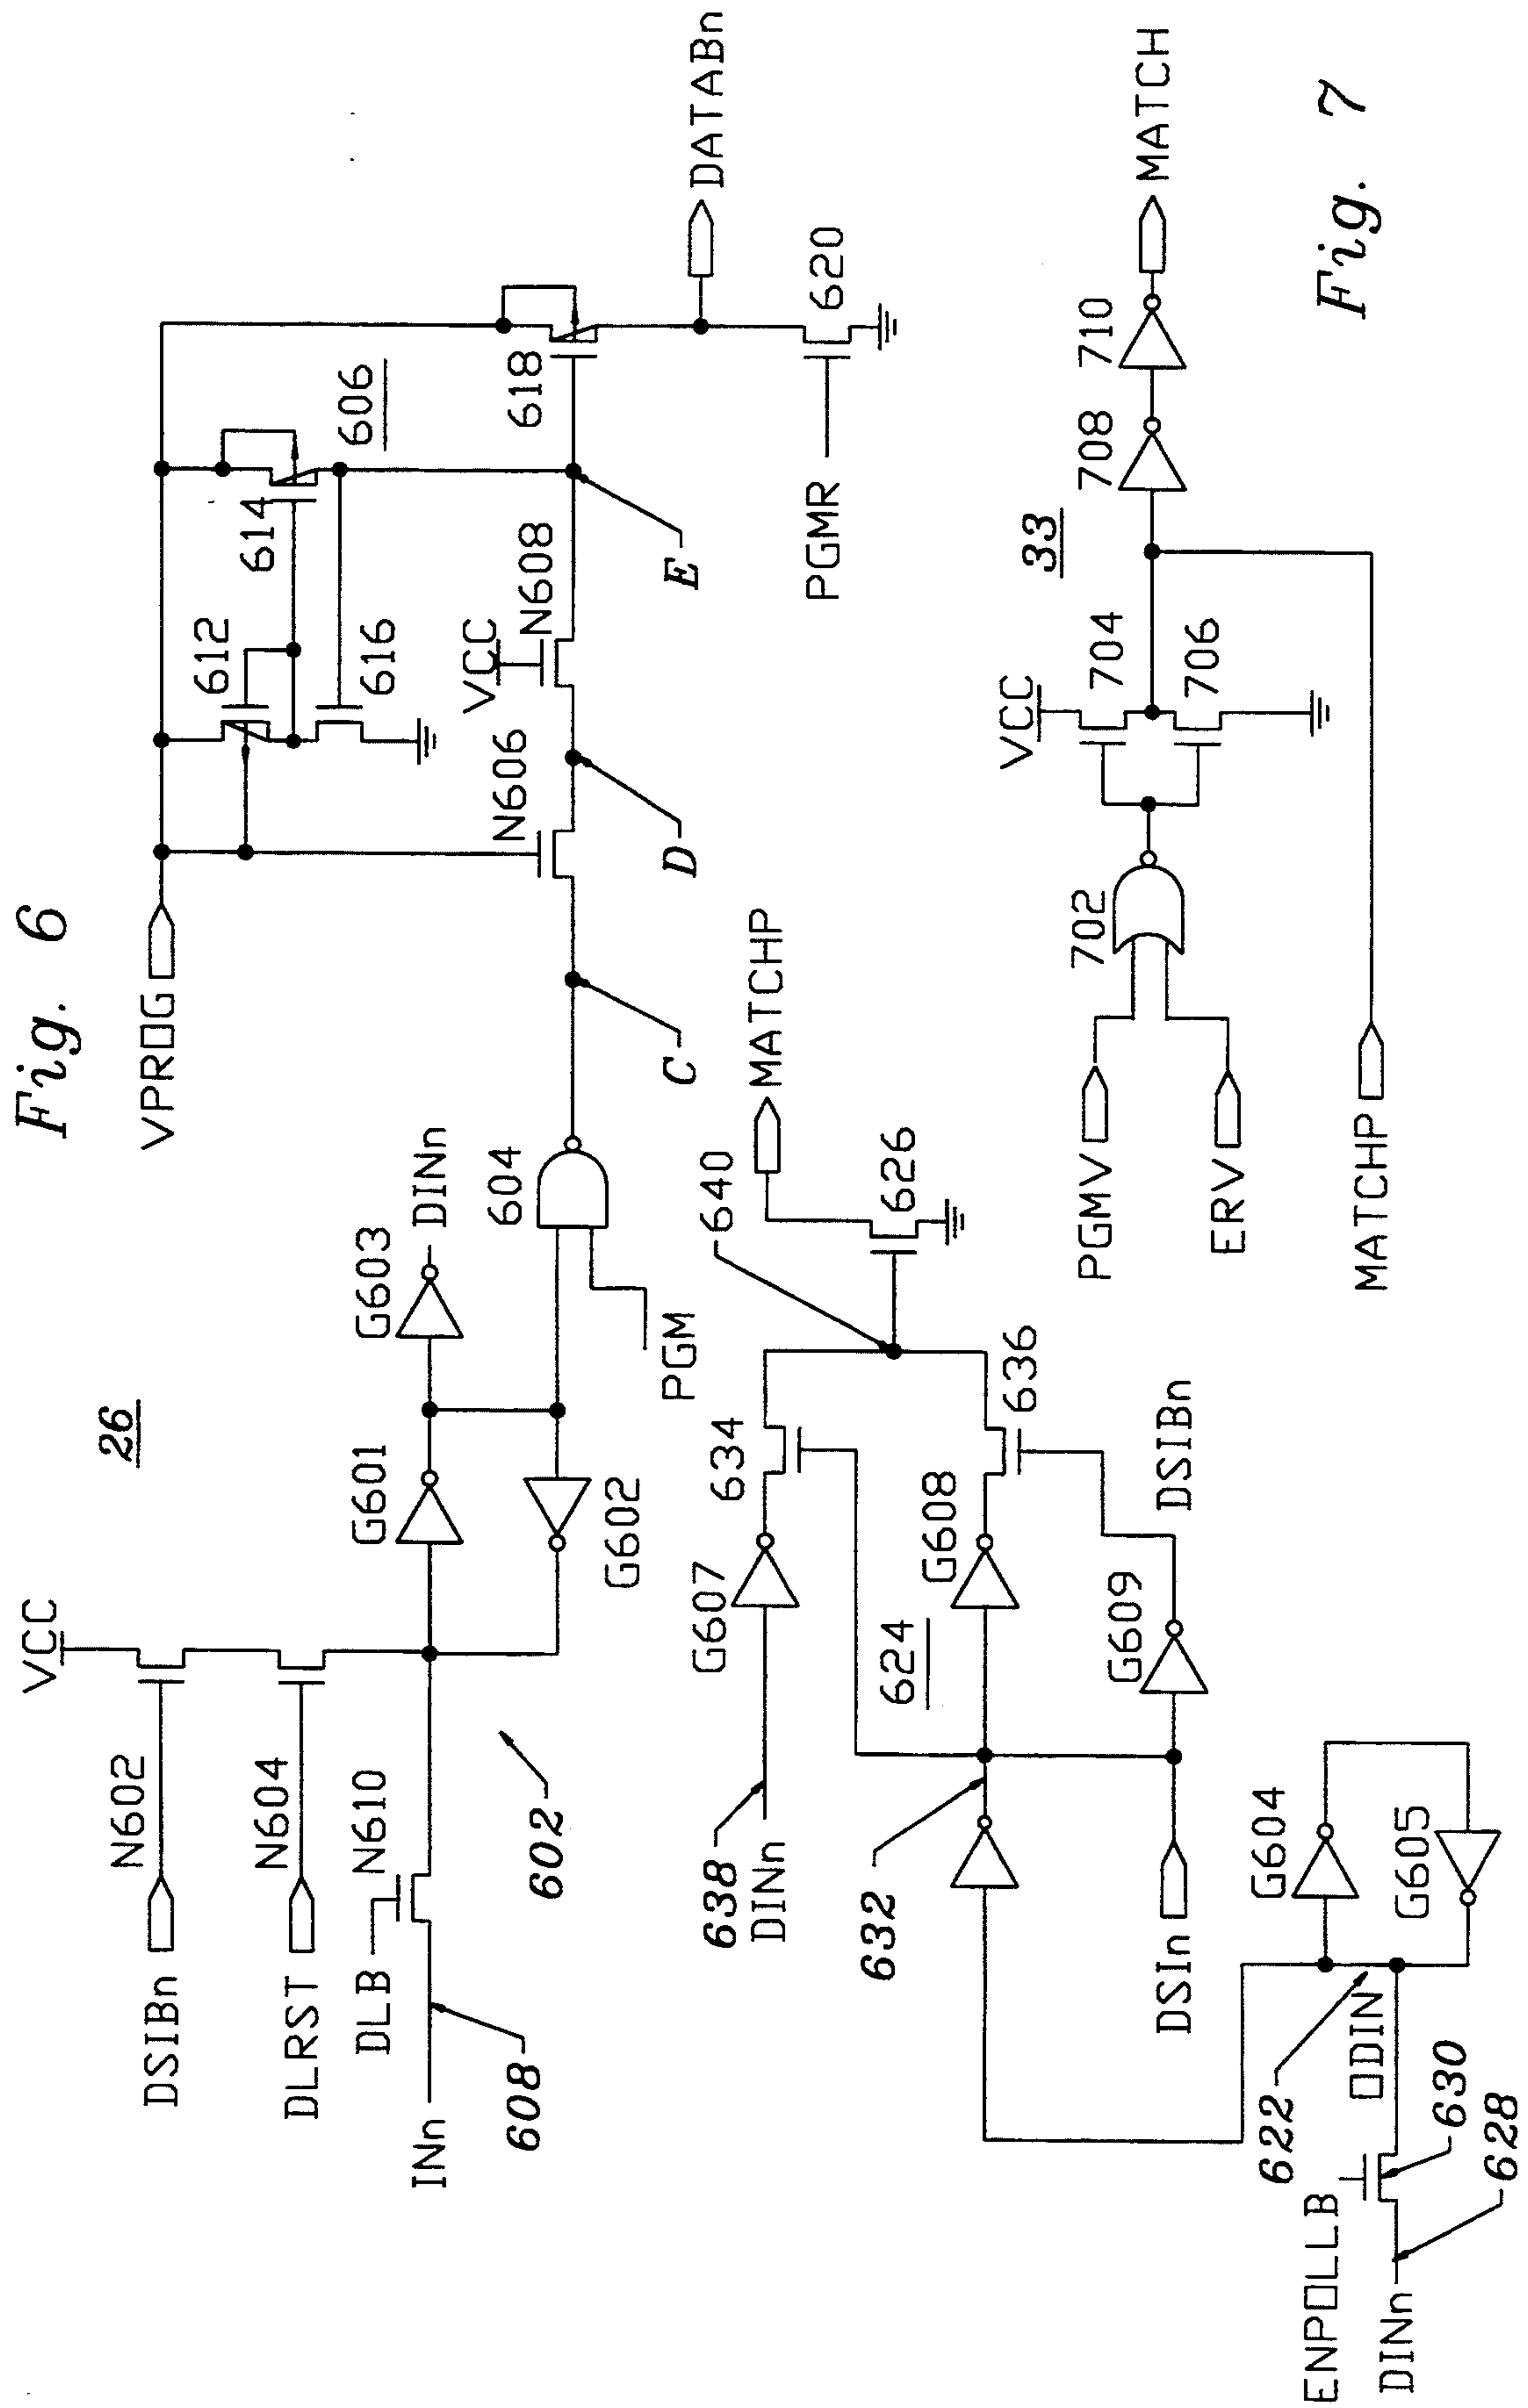 Fig. 6
26
VCC
N602
DSIBn
N604
DLRST
N610
DLB
INn
608
602
G601
G602
G603
DINn
604
PGM
VPROG
C
N606
D
VCC
N608
E
612
616
614
606
618
DATABn
PGMR
620
638
DINn
G607
634
640
MATCHP
626
632
624
G608
636
G609
DSIBn
DSIn
G604
G605
622
ODIN
ENPOLLB
630
DINn
628
Fig. 7
33
PGMV
ERV
702
VCC
704
706
708
710
MATCH
MATCHP